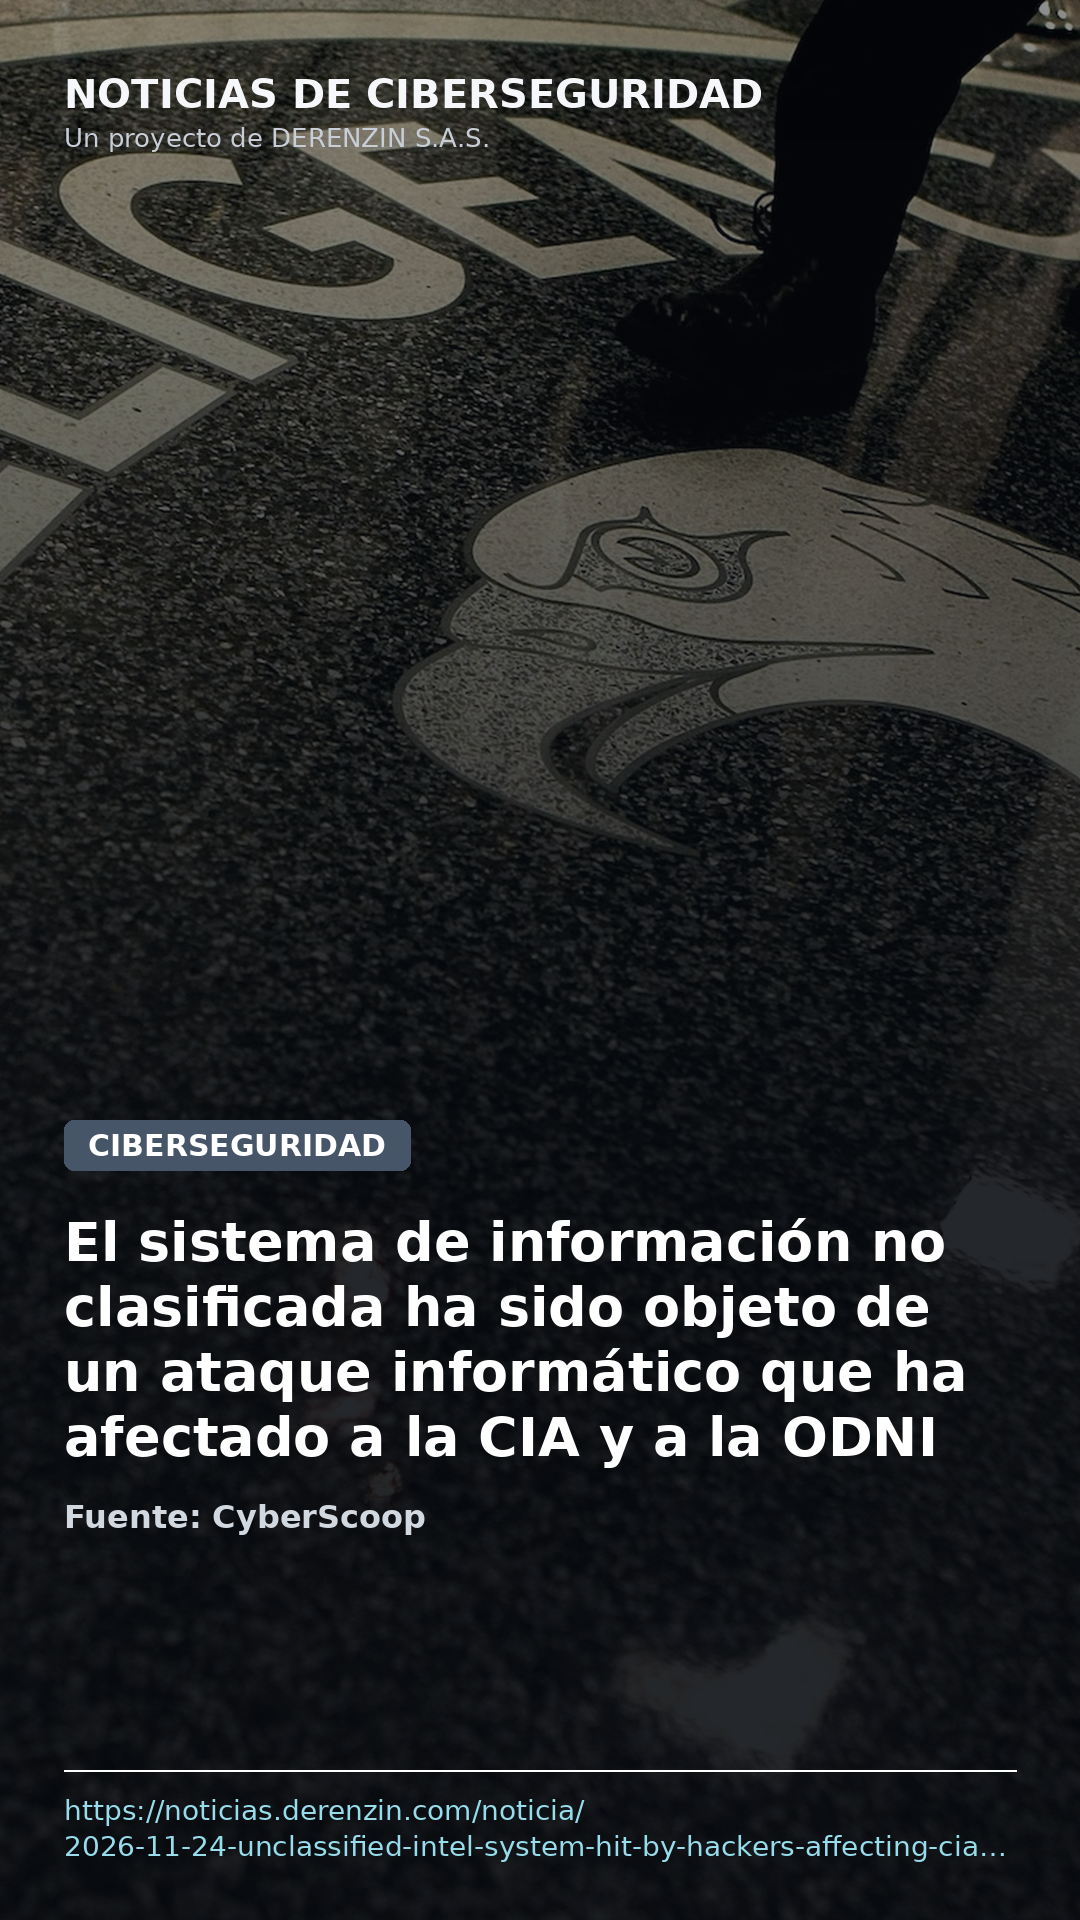 NOTICIAS DE CIBERSEGURIDAD
Un proyecto de DERENZIN S.A.S.
LIGENCY
CIBERSEGURIDAD
El sistema de información no
clasificada ha sido objeto de
un ataque informático que ha
afectado a la CIA y a la ODNI
Fuente: CyberScoop
https://noticias.derenzin.com/noticia/
2026-11-24-unclassified-intel-system-hit-by-hackers-affecting-cia...